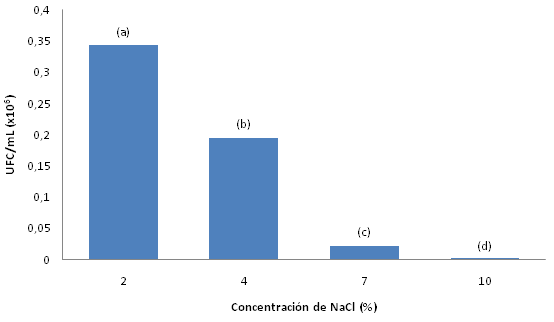 0,4
0,35
0,3
0,25
0,2
0,15
0,1
0,05
0
UFC/mL (x10⁶)
(a)
(b)
(c)
(d)
2 4 7 10
Concentración de NaCl (%)